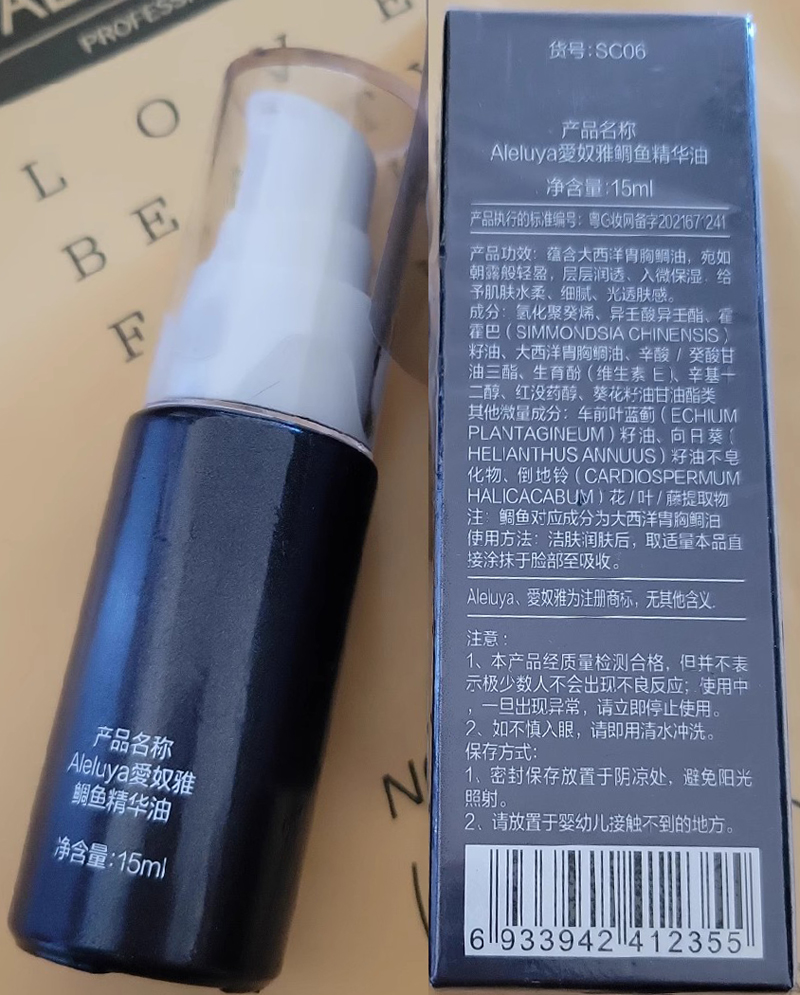 PROFESS
L O V E
BE
F
N
产品名称
Aleluya愛奴雅
鲷鱼精华油
净含量:15ml
货号:SC06
产品名称
Aleluya愛奴雅鲷鱼精华油
净含量:15ml
产品执行的标准编号：粤G妆网备字202167241
产品功效：蕴含大西洋胄胸鲷油，宛如
朝露般轻盈，层层润透、入微保湿．给
予肌肤水柔、细腻、光透肤感。
成分：氢化聚癸烯、异壬酸异壬酯、霍
霍巴（SIMMONDSIA CHINENSIS）
籽油、大西洋胄胸鲷油、辛酸／癸酸甘
油三酯、生育酚（维生素 E）、辛基十
二醇、红没药醇、葵花籽油甘油酯类
其他微量成分：车前叶蓝蓟（ECHIUM
PLANTAGINEUM）籽油、向日葵（
HELIANTHUS ANNUUS）籽油不皂
化物、倒地铃（CARDIOSPERMUM
HALICACABUM）花/叶/藤提取物
注：鲷鱼对应成分为大西洋胄胸鲷油
使用方法：洁肤润肤后，取适量本品直
接涂抹于脸部至吸收。
Aleluya、愛奴雅为注册商标，无其他含义.
注意：
1、本产品经质量检测合格，但并不表
示极少数人不会出现不良反应；使用中
，一旦出现异常，请立即停止使用。
2、如不慎入眼，请即用清水冲洗。
保存方式：
1、密封保存放置于阴凉处，避免阳光
照射。
2、请放置于婴幼儿接触不到的地方。
6 933942 412355